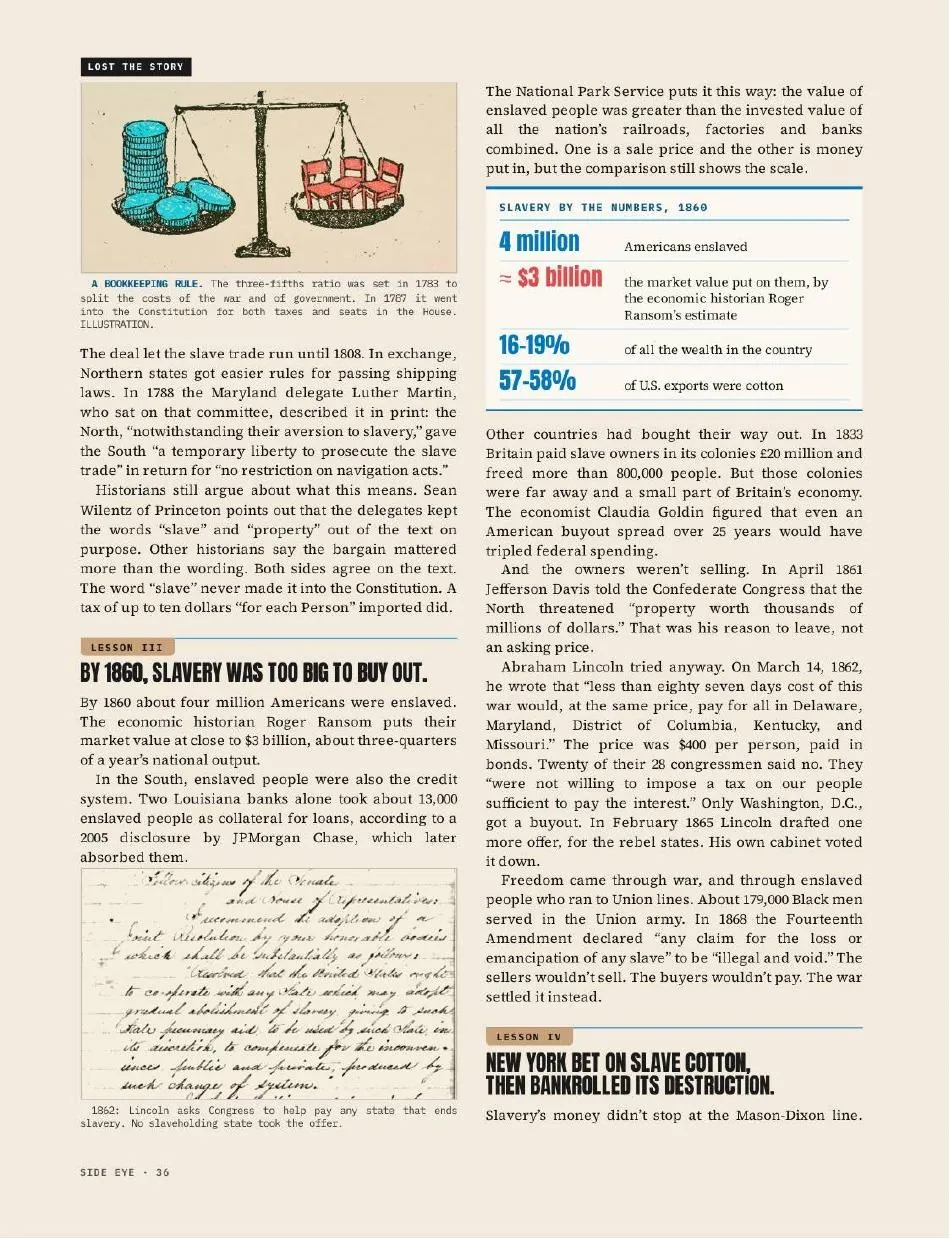 LOST THE STORY
A BOOKKEEPING RULE. The three-fifths ratio was set in 1783 to
split the costs of the war and of government. In 1787 it went
into the Constitution for both taxes and seats in the House.
ILLUSTRATION.
The deal let the slave trade run until 1808. In exchange,
Northern states got easier rules for passing shipping
laws. In 1788 the Maryland delegate Luther Martin,
who sat on that committee, described it in print: the
North, “notwithstanding their aversion to slavery,” gave
the South “a temporary liberty to prosecute the slave
trade” in return for “no restriction on navigation acts.”
Historians still argue about what this means. Sean
Wilentz of Princeton points out that the delegates kept
the words “slave” and “property” out of the text on
purpose. Other historians say the bargain mattered
more than the wording. Both sides agree on the text.
The word “slave” never made it into the Constitution. A
tax of up to ten dollars “for each Person” imported did.
LESSON III
BY 1860, SLAVERY WAS TOO BIG TO BUY OUT.
By 1860 about four million Americans were enslaved.
The economic historian Roger Ransom puts their
market value at close to $3 billion, about three-quarters
of a year’s national output.
In the South, enslaved people were also the credit
system. Two Louisiana banks alone took about 13,000
enslaved people as collateral for loans, according to a
2005 disclosure by JPMorgan Chase, which later
absorbed them.
Fellow citizens of the Senate
and House of Representatives:
I recommend the adoption of a
Joint Resolution by your honorable bodies
which shall be substantially as follows:
Resolved that the United States ought
to co-operate with any State which may adopt
gradual abolishment of slavery, giving to such
State pecuniary aid, to be used by such State in
its discretion, to compensate for the inconven-
iences public and private, produced by
such change of system.
1862: Lincoln asks Congress to help pay any state that ends
slavery. No slaveholding state took the offer.
SIDE EYE · 36
The National Park Service puts it this way: the value of
enslaved people was greater than the invested value of
all the nation’s railroads, factories and banks
combined. One is a sale price and the other is money
put in, but the comparison still shows the scale.
SLAVERY BY THE NUMBERS, 1860
4 million Americans enslaved
≈ $3 billion the market value put on them, by
the economic historian Roger
Ransom’s estimate
16-19% of all the wealth in the country
57-58% of U.S. exports were cotton
Other countries had bought their way out. In 1833
Britain paid slave owners in its colonies £20 million and
freed more than 800,000 people. But those colonies
were far away and a small part of Britain’s economy.
The economist Claudia Goldin figured that even an
American buyout spread over 25 years would have
tripled federal spending.
And the owners weren’t selling. In April 1861
Jefferson Davis told the Confederate Congress that the
North threatened “property worth thousands of
millions of dollars.” That was his reason to leave, not
an asking price.
Abraham Lincoln tried anyway. On March 14, 1862,
he wrote that “less than eighty seven days cost of this
war would, at the same price, pay for all in Delaware,
Maryland, District of Columbia, Kentucky, and
Missouri.” The price was $400 per person, paid in
bonds. Twenty of their 28 congressmen said no. They
“were not willing to impose a tax on our people
sufficient to pay the interest.” Only Washington, D.C.,
got a buyout. In February 1865 Lincoln drafted one
more offer, for the rebel states. His own cabinet voted
it down.
Freedom came through war, and through enslaved
people who ran to Union lines. About 179,000 Black men
served in the Union army. In 1868 the Fourteenth
Amendment declared “any claim for the loss or
emancipation of any slave” to be “illegal and void.” The
sellers wouldn’t sell. The buyers wouldn’t pay. The war
settled it instead.
LESSON IV
NEW YORK BET ON SLAVE COTTON,
THEN BANKROLLED ITS DESTRUCTION.
Slavery’s money didn’t stop at the Mason-Dixon line.